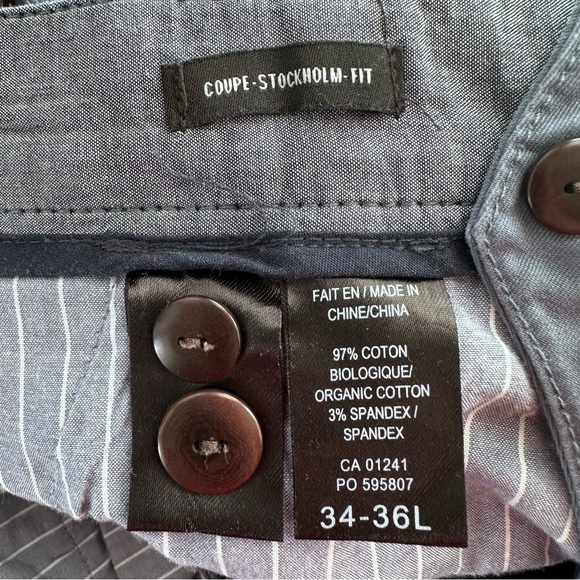 COUPE-STOCKHOLM-FIT
FAIT EN / MADE IN
CHINE/CHINA
97% COTON
BIOLOGIQUE/
ORGANIC COTTON
3% SPANDEX /
SPANDEX
CA 01241
PO 595807
34-36L